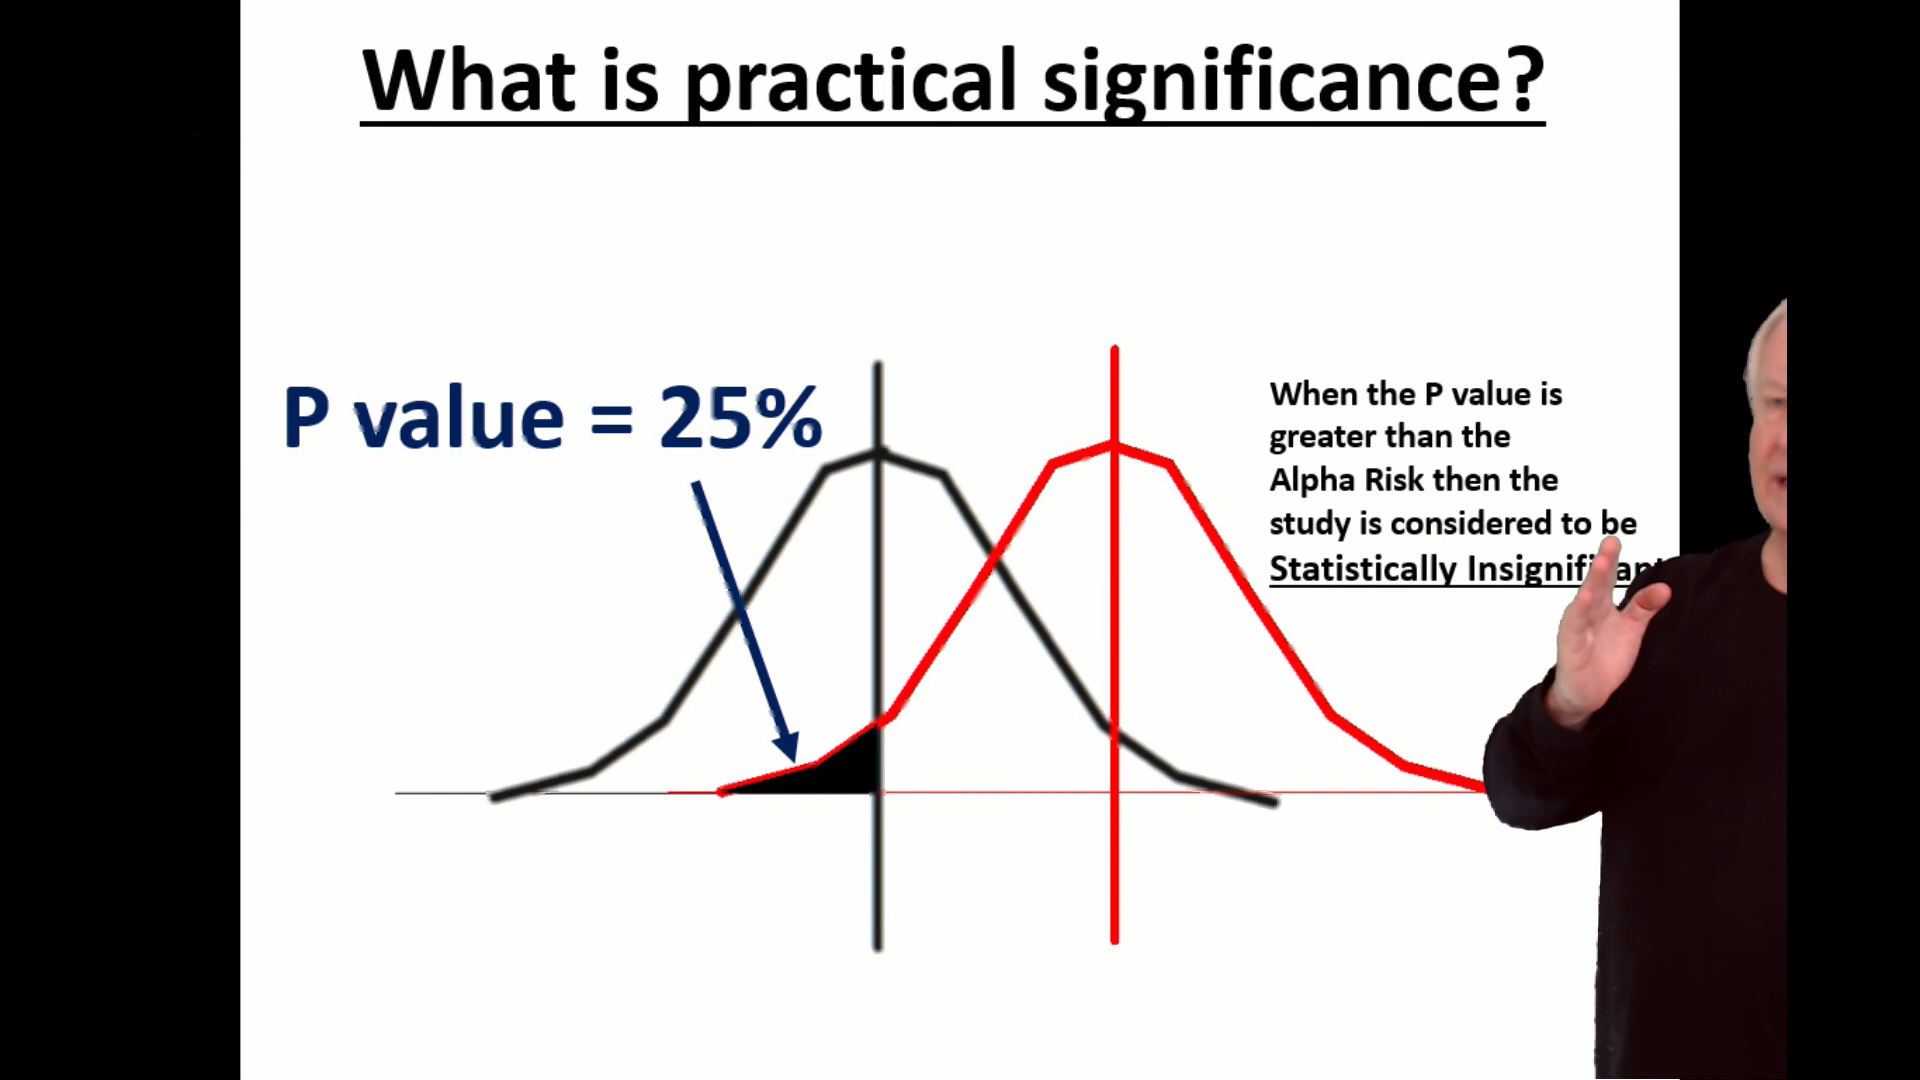 What is practical significance?
P value = 25%
When the P value is
greater than the
Alpha Risk then the
study is considered to be
Statistically Insignificant